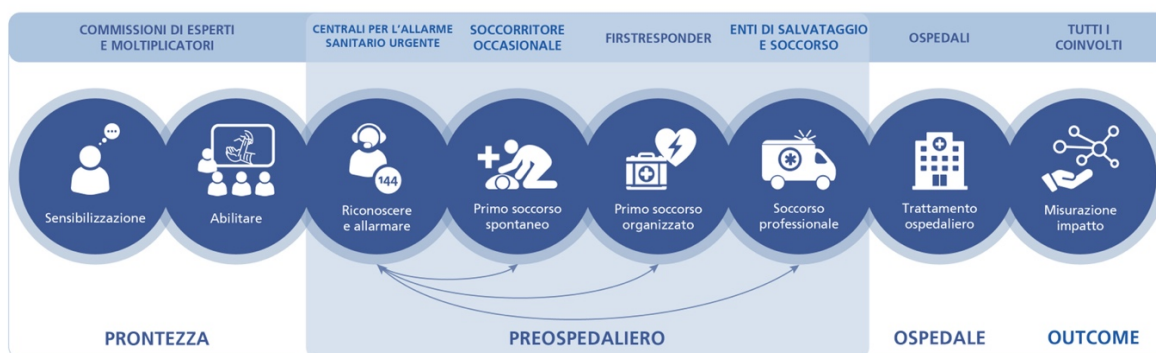 COMMISSIONI DI ESPERTI
E MOLTIPLICATORI
CENTRALI PER L'ALLARME
SANITARIO URGENTE
SOCCORRITORE
OCCASIONALE
FIRSTRESPONDER
ENTI DI SALVATAGGIO
E SOCCORSO
OSPEDALI
TUTTI I
COINVOLTI
Sensibilizzazione
Abilitare
144
Riconoscere
e allarmare
Primo soccorso
spontaneo
Primo soccorso
organizzato
Soccorso
professionale
Trattamento
ospedaliero
Misurazione
impatto
PRONTEZZA
PREOSPEDALIERO
OSPEDALE
OUTCOME